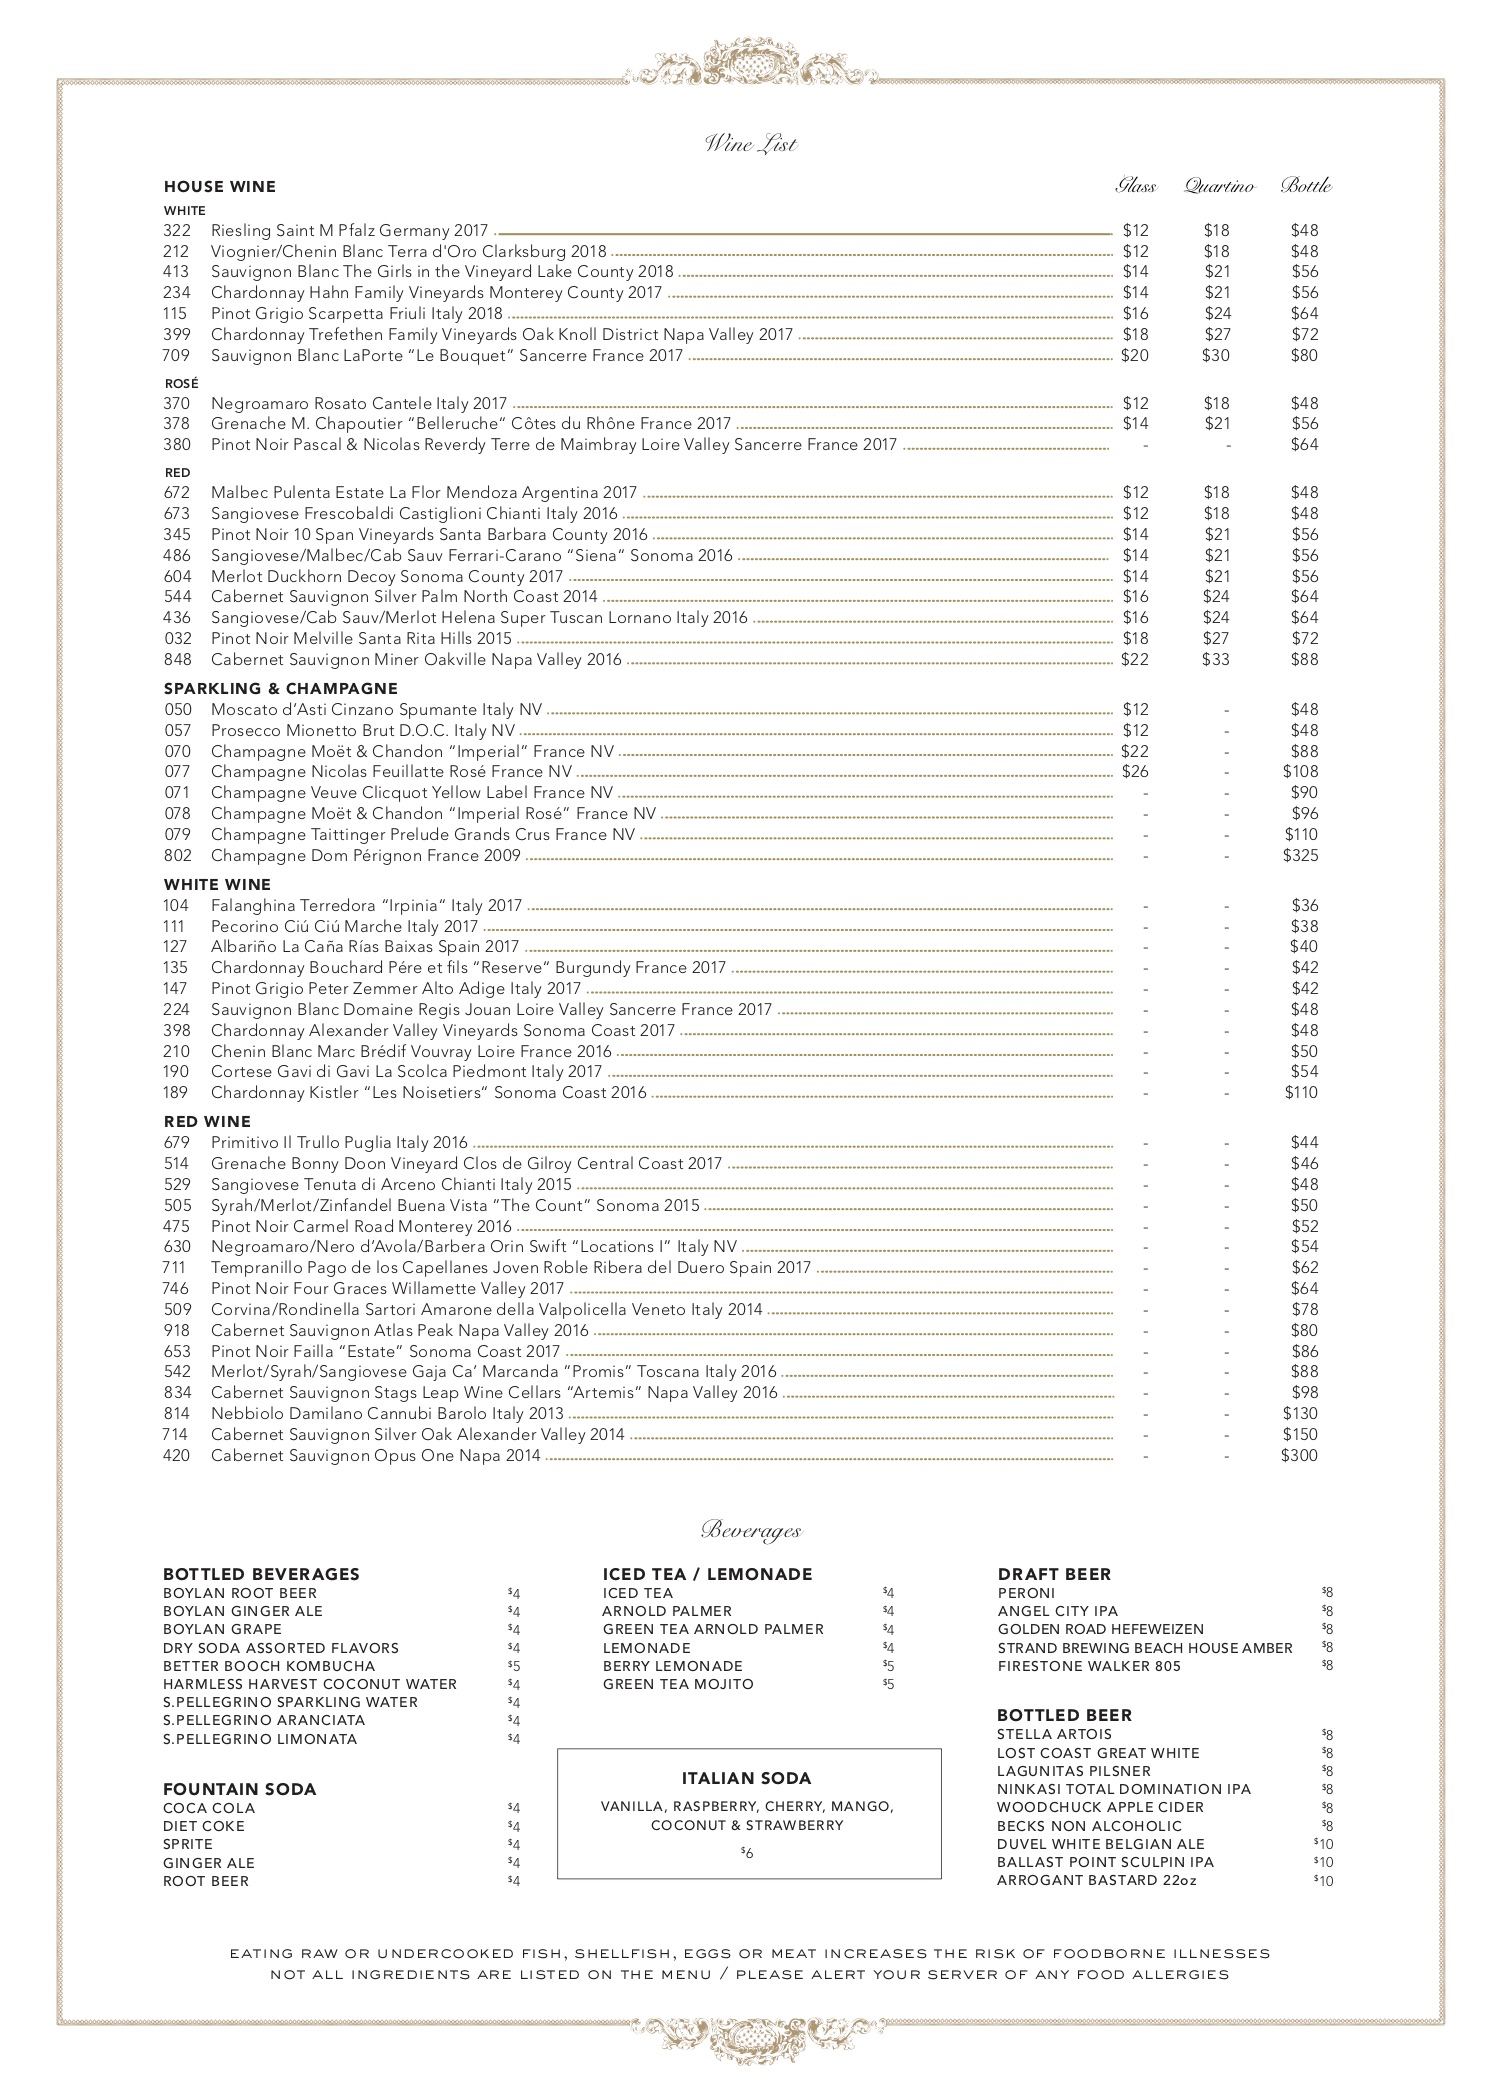 Wine List
HOUSE WINE Glass Quartino Bottle
WHITE
322 Riesling Saint M Pfalz Germany 2017 $12 $18 $48
212 Viognier/Chenin Blanc Terra d'Oro Clarksburg 2018 $12 $18 $48
413 Sauvignon Blanc The Girls in the Vineyard Lake County 2018 $14 $21 $56
234 Chardonnay Hahn Family Vineyards Monterey County 2017 $14 $21 $56
115 Pinot Grigio Scarpetta Friuli Italy 2018 $16 $24 $64
399 Chardonnay Trefethen Family Vineyards Oak Knoll District Napa Valley 2017 $18 $27 $72
709 Sauvignon Blanc LaPorte “Le Bouquet” Sancerre France 2017 $20 $30 $80
ROSÉ
370 Negroamaro Rosato Cantele Italy 2017 $12 $18 $48
378 Grenache M. Chapoutier “Belleruche“ Côtes du Rhône France 2017 $14 $21 $56
380 Pinot Noir Pascal & Nicolas Reverdy Terre de Maimbray Loire Valley Sancerre France 2017 - - $64
RED
672 Malbec Pulenta Estate La Flor Mendoza Argentina 2017 $12 $18 $48
673 Sangiovese Frescobaldi Castiglioni Chianti Italy 2016 $12 $18 $48
345 Pinot Noir 10 Span Vineyards Santa Barbara County 2016 $14 $21 $56
486 Sangiovese/Malbec/Cab Sauv Ferrari-Carano “Siena“ Sonoma 2016 $14 $21 $56
604 Merlot Duckhorn Decoy Sonoma County 2017 $14 $21 $56
544 Cabernet Sauvignon Silver Palm North Coast 2014 $16 $24 $64
436 Sangiovese/Cab Sauv/Merlot Helena Super Tuscan Lornano Italy 2016 $16 $24 $64
032 Pinot Noir Melville Santa Rita Hills 2015 $18 $27 $72
848 Cabernet Sauvignon Miner Oakville Napa Valley 2016 $22 $33 $88
SPARKLING & CHAMPAGNE
050 Moscato d’Asti Cinzano Spumante Italy NV $12 - $48
057 Prosecco Mionetto Brut D.O.C. Italy NV $12 - $48
070 Champagne Moët & Chandon “Imperial” France NV $22 - $88
077 Champagne Nicolas Feuillatte Rosé France NV $26 - $108
071 Champagne Veuve Clicquot Yellow Label France NV - - $90
078 Champagne Moët & Chandon “Imperial Rosé” France NV - - $96
079 Champagne Taittinger Prelude Grands Crus France NV - - $110
802 Champagne Dom Pérignon France 2009 - - $325
WHITE WINE
104 Falanghina Terredora “Irpinia“ Italy 2017 - - $36
111 Pecorino Ciú Ciú Marche Italy 2017 - - $38
127 Albariño La Caña Rías Baixas Spain 2017 - - $40
135 Chardonnay Bouchard Pére et fils “Reserve“ Burgundy France 2017 - - $42
147 Pinot Grigio Peter Zemmer Alto Adige Italy 2017 - - $42
224 Sauvignon Blanc Domaine Regis Jouan Loire Valley Sancerre France 2017 - - $48
398 Chardonnay Alexander Valley Vineyards Sonoma Coast 2017 - - $48
210 Chenin Blanc Marc Brédif Vouvray Loire France 2016 - - $50
190 Cortese Gavi di Gavi La Scolca Piedmont Italy 2017 - - $54
189 Chardonnay Kistler “Les Noisetiers“ Sonoma Coast 2016 - - $110
RED WINE
679 Primitivo Il Trullo Puglia Italy 2016 - - $44
514 Grenache Bonny Doon Vineyard Clos de Gilroy Central Coast 2017 - - $46
529 Sangiovese Tenuta di Arceno Chianti Italy 2015 - - $48
505 Syrah/Merlot/Zinfandel Buena Vista ”The Count” Sonoma 2015 - - $50
475 Pinot Noir Carmel Road Monterey 2016 - - $52
630 Negroamaro/Nero d’Avola/Barbera Orin Swift “Locations I” Italy NV - - $54
711 Tempranillo Pago de los Capellanes Joven Roble Ribera del Duero Spain 2017 - - $62
746 Pinot Noir Four Graces Willamette Valley 2017 - - $64
509 Corvina/Rondinella Sartori Amarone della Valpolicella Veneto Italy 2014 - - $78
918 Cabernet Sauvignon Atlas Peak Napa Valley 2016 - - $80
653 Pinot Noir Failla “Estate” Sonoma Coast 2017 - - $86
542 Merlot/Syrah/Sangiovese Gaja Ca’ Marcanda “Promis“ Toscana Italy 2016 - - $88
834 Cabernet Sauvignon Stags Leap Wine Cellars “Artemis” Napa Valley 2016 - - $98
814 Nebbiolo Damilano Cannubi Barolo Italy 2013 - - $130
714 Cabernet Sauvignon Silver Oak Alexander Valley 2014 - - $150
420 Cabernet Sauvignon Opus One Napa 2014 - - $300
Beverages
BOTTLED BEVERAGES
BOYLAN ROOT BEER $4
BOYLAN GINGER ALE $4
BOYLAN GRAPE $4
DRY SODA ASSORTED FLAVORS $4
BETTER BOOCH KOMBUCHA $5
HARMLESS HARVEST COCONUT WATER $4
S.PELLEGRINO SPARKLING WATER $4
S.PELLEGRINO ARANCIATA $4
S.PELLEGRINO LIMONATA $4
FOUNTAIN SODA
COCA COLA $4
DIET COKE $4
SPRITE $4
GINGER ALE $4
ROOT BEER $4
ICED TEA / LEMONADE
ICED TEA $4
ARNOLD PALMER $4
GREEN TEA ARNOLD PALMER $4
LEMONADE $4
BERRY LEMONADE $5
GREEN TEA MOJITO $5
ITALIAN SODA
VANILLA, RASPBERRY, CHERRY, MANGO,
COCONUT & STRAWBERRY
$6
DRAFT BEER
PERONI $8
ANGEL CITY IPA $8
GOLDEN ROAD HEFEWEIZEN $8
STRAND BREWING BEACH HOUSE AMBER $8
FIRESTONE WALKER 805 $8
BOTTLED BEER
STELLA ARTOIS $8
LOST COAST GREAT WHITE $8
LAGUNITAS PILSNER $8
NINKASI TOTAL DOMINATION IPA $8
WOODCHUCK APPLE CIDER $8
BECKS NON ALCOHOLIC $8
DUVEL WHITE BELGIAN ALE $10
BALLAST POINT SCULPIN IPA $10
ARROGANT BASTARD 22oz $10
EATING RAW OR UNDERCOOKED FISH, SHELLFISH, EGGS OR MEAT INCREASES THE RISK OF FOODBORNE ILLNESSES
NOT ALL INGREDIENTS ARE LISTED ON THE MENU / PLEASE ALERT YOUR SERVER OF ANY FOOD ALLERGIES